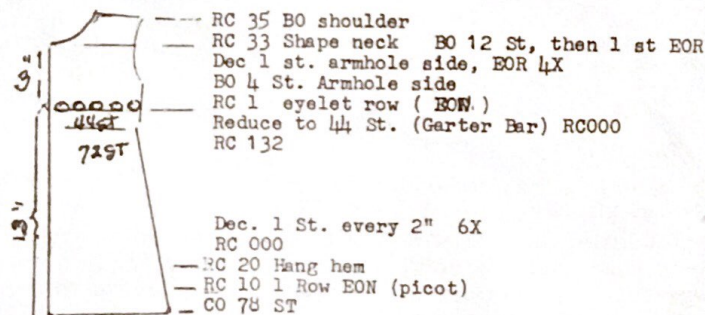 RC 35 BO shoulder
RC 33 Shape neck BO 12 St, then 1 st EOR
Dec 1 st. armhole side, EOR 4X
BO 4 St. Armhole side
RC 1 eyelet row ( EON )
Reduce to 44 St. (Garter Bar) RC000
RC 132
44ST
72ST
Dec. 1 St. every 2" 6X
RC 000
RC 20 Hang hem
RC 10 1 Row EON (picot)
CO 78 ST